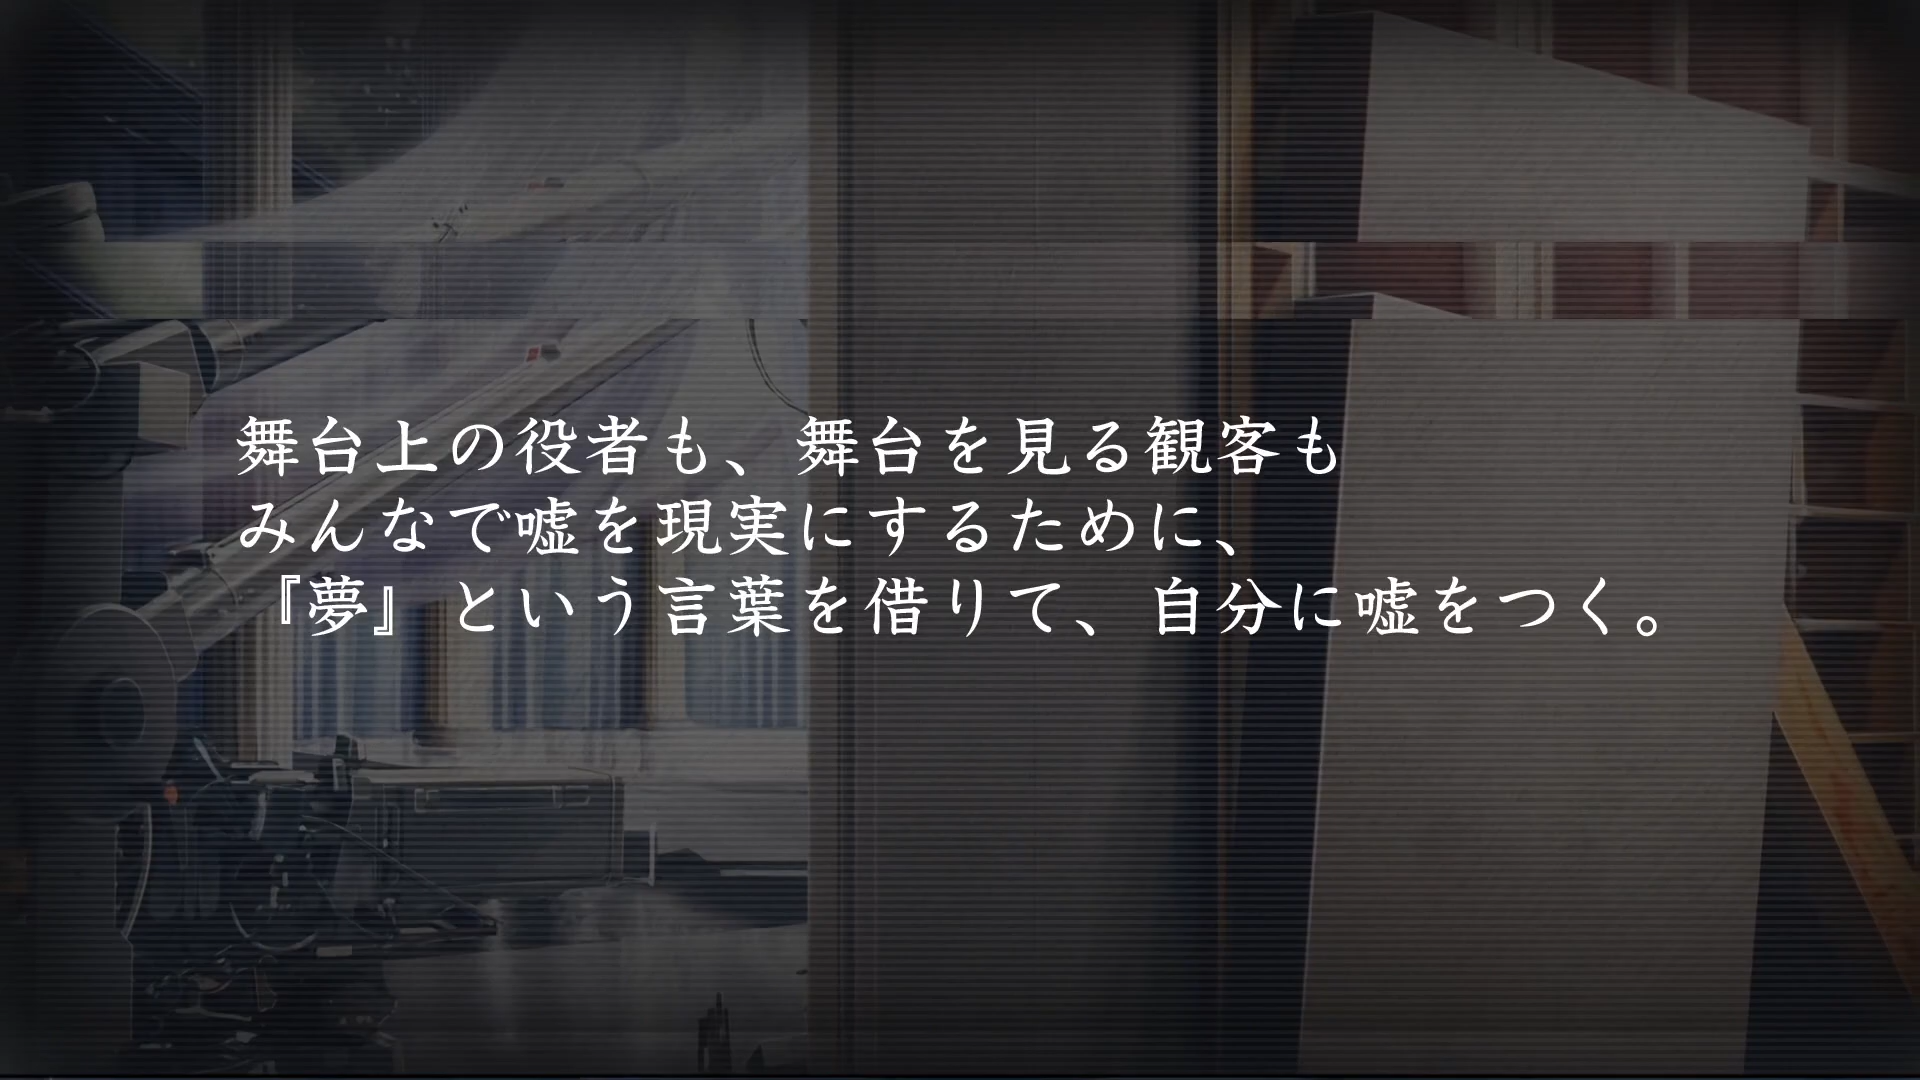 舞台上の役者も、舞台を見る観客も
みんなで嘘を現実にするために、
『夢』という言葉を借りて、自分に嘘をつく。